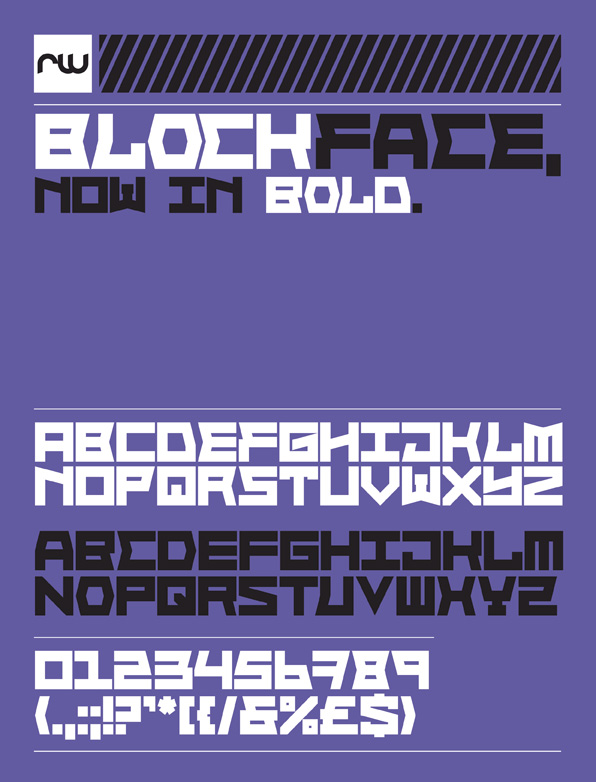 rw
BLOCKFACE,
NOW IN BOLD.
ABCDEFGHIJKLM
NOPQRSTUVWXYZ
ABCDEFGHIJKLM
NOPQRSTUVWXYZ
0123456789
(.,:;!?'"*[{/&%£$)